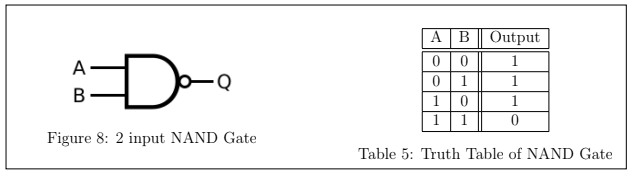 A
B
Q
Figure 8: 2 input NAND Gate
A B Output
0 0 1
0 1 1
1 0 1
1 1 0
Table 5: Truth Table of NAND Gate